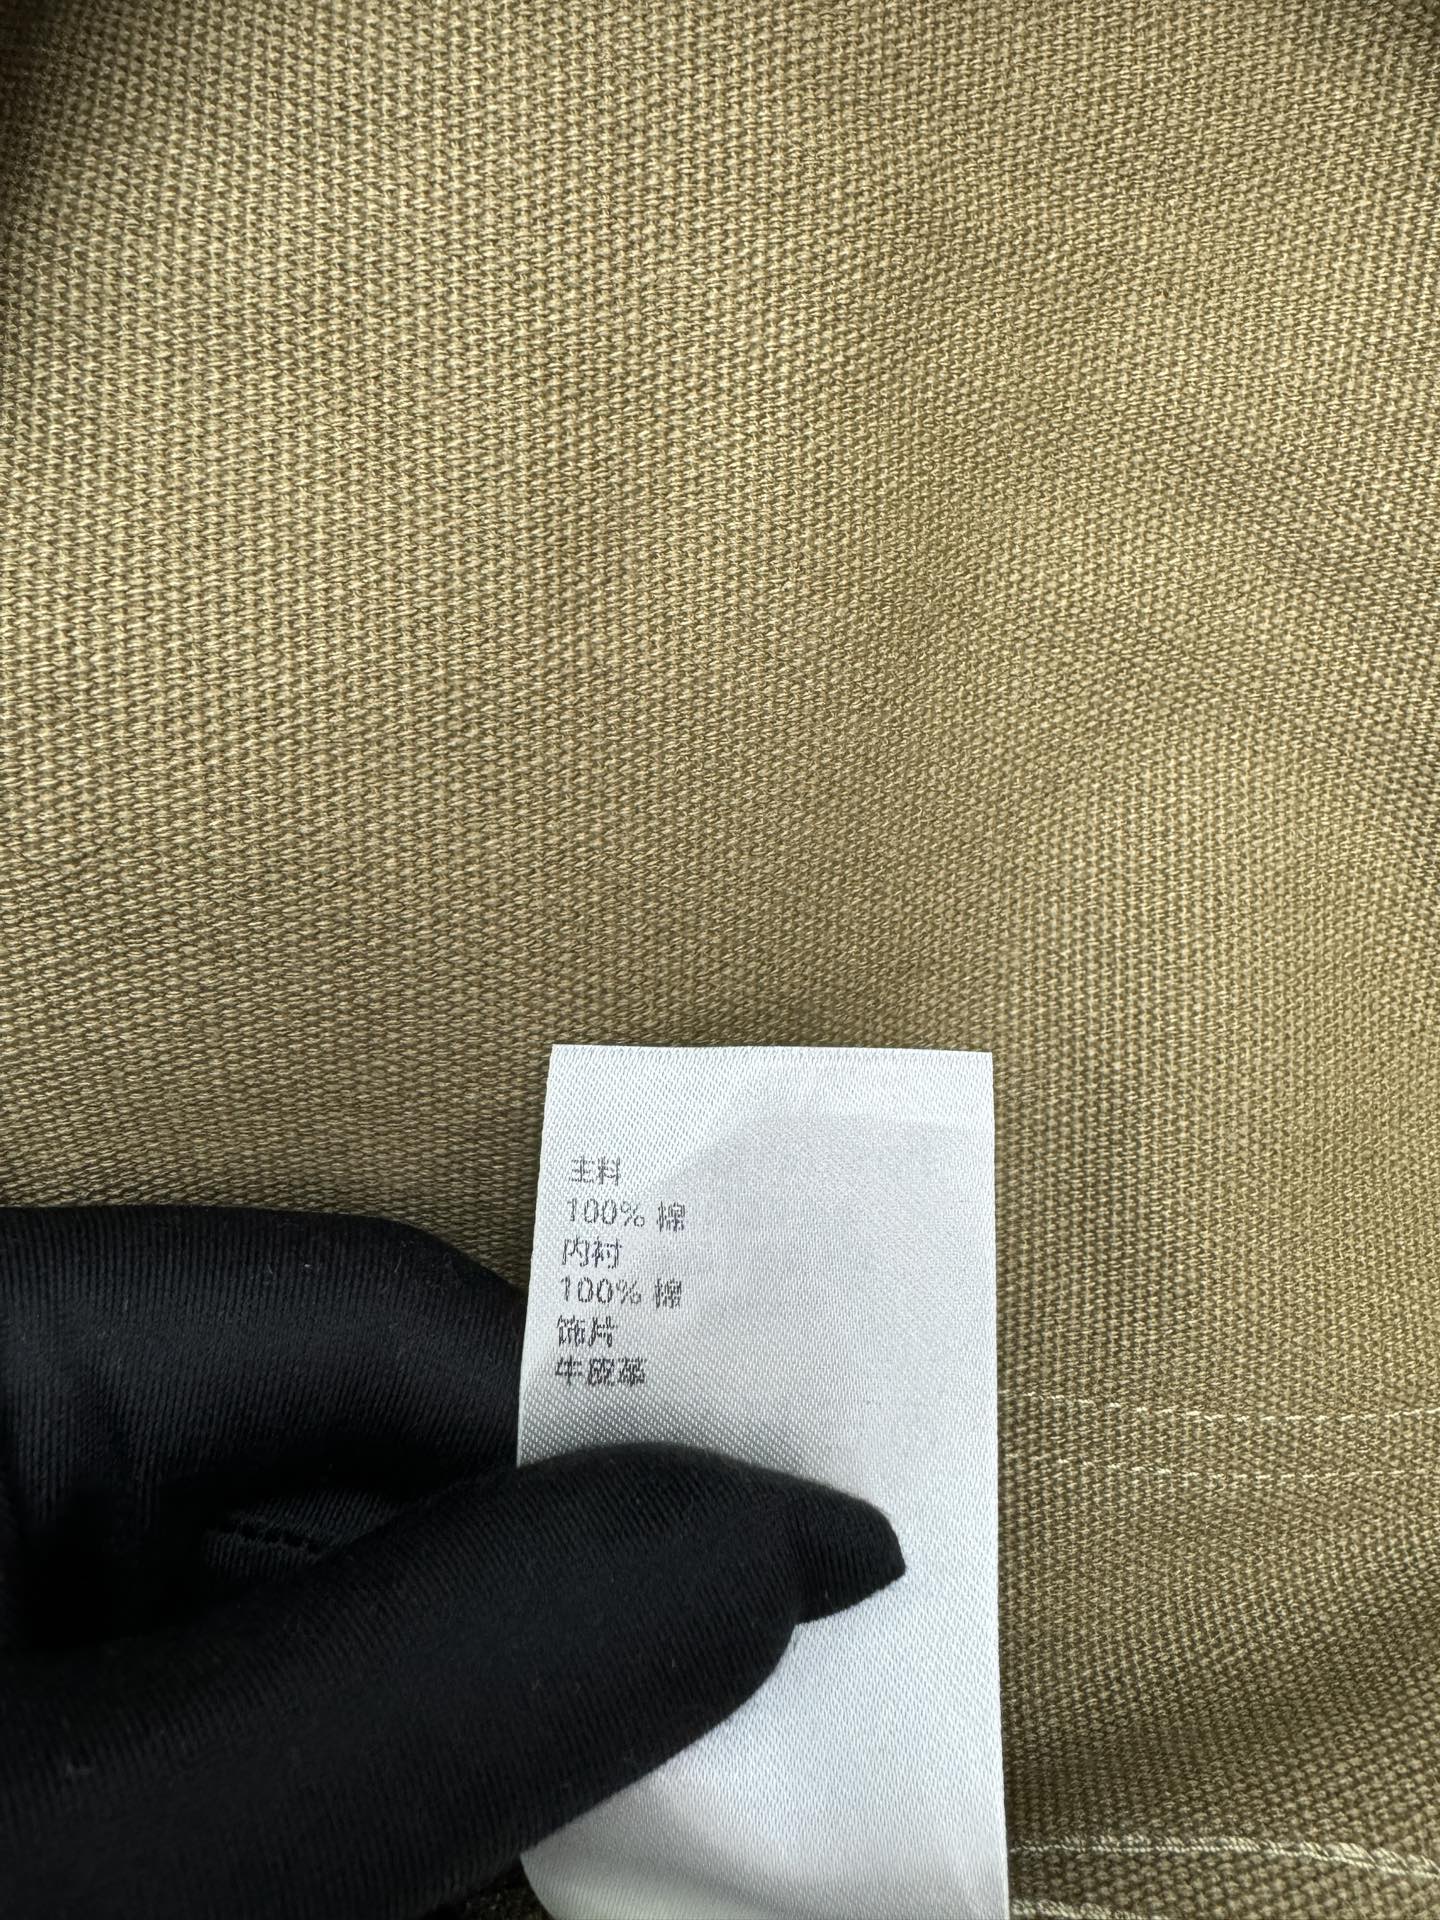 主料
100% 棉
内衬
100% 棉
饰片
牛皮革